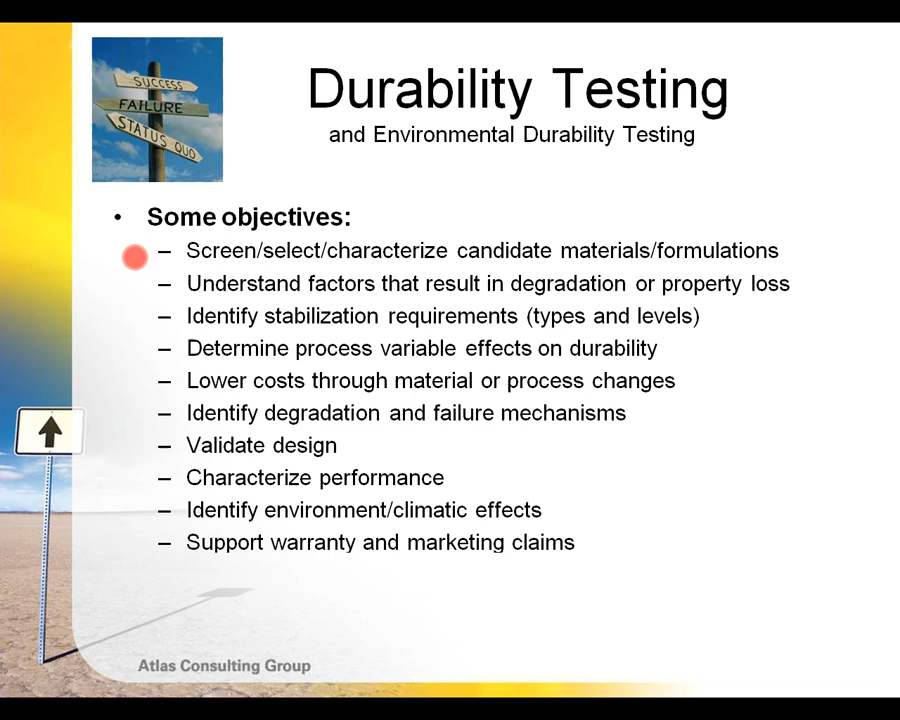 SUCCESS
FAILURE
STATUS QUO
Durability Testing
and Environmental Durability Testing
• Some objectives:
– Screen/select/characterize candidate materials/formulations
– Understand factors that result in degradation or property loss
– Identify stabilization requirements (types and levels)
– Determine process variable effects on durability
– Lower costs through material or process changes
– Identify degradation and failure mechanisms
– Validate design
– Characterize performance
– Identify environment/climatic effects
– Support warranty and marketing claims
Atlas Consulting Group